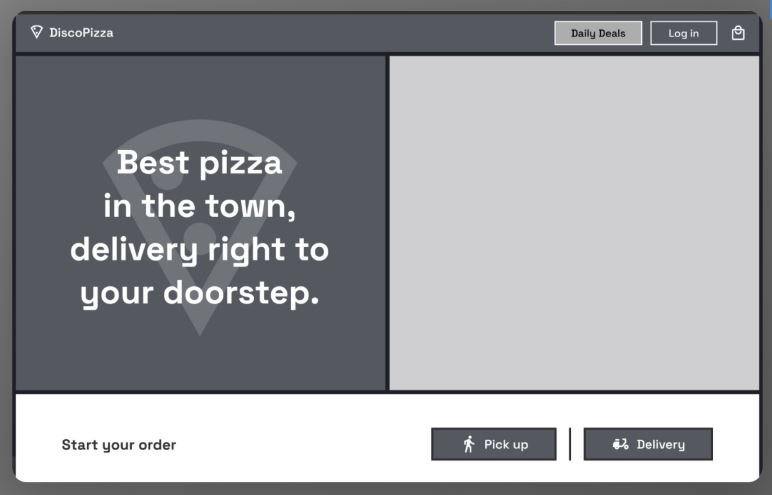 DiscoPizza
Daily Deals
Log in
Best pizza
in the town,
delivery right to
your doorstep.
Start your order
Pick up
Delivery